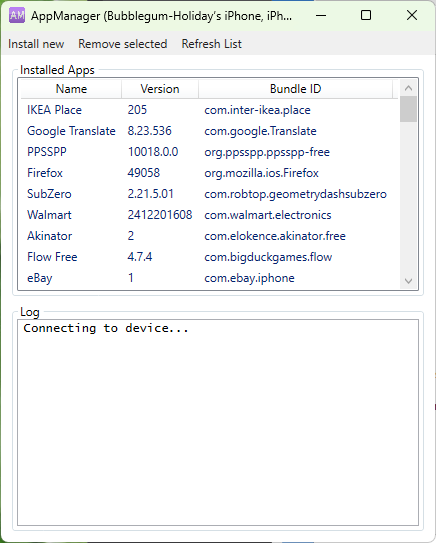 AM AppManager (Bubblegum-Holiday's iPhone, iPh...
Install new Remove selected Refresh List
Installed Apps
Name Version Bundle ID
IKEA Place 205 com.inter-ikea.place
Google Translate 8.23.536 com.google.Translate
PPSSPP 10018.0.0 org.ppsspp.ppsspp-free
Firefox 49058 org.mozilla.ios.Firefox
SubZero 2.21.5.01 com.robtop.geometrydashsubzero
Walmart 2412201608 com.walmart.electronics
Akinator 2 com.elokence.akinator.free
Flow Free 4.7.4 com.bigduckgames.flow
eBay 1 com.ebay.iphone
Log
Connecting to device...